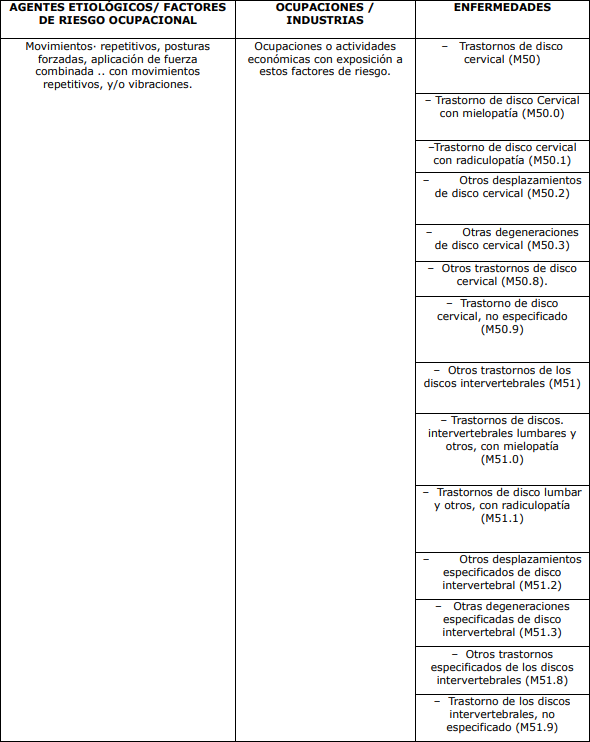 AGENTES ETIOLÓGICOS/ FACTORES
DE RIESGO OCUPACIONAL
OCUPACIONES /
INDUSTRIAS
ENFERMEDADES
Movimientos· repetitivos, posturas
forzadas, aplicación de fuerza
combinada .. con movimientos
repetitivos, y/o vibraciones.
Ocupaciones o actividades
económicas con exposición a
estos factores de riesgo.
– Trastornos de disco
cervical (M50)
– Trastorno de disco Cervical
con mielopatía (M50.0)
–Trastorno de disco cervical
con radiculopatía (M50.1)
– Otros desplazamientos
de disco cervical (M50.2)
– Otras degeneraciones
de disco cervical (M50.3)
– Otros trastornos de disco
cervical (M50.8).
– Trastorno de disco
cervical, no especificado
(M50.9)
– Otros trastornos de los
discos intervertebrales (M51)
– Trastornos de discos.
intervertebrales lumbares y
otros, con mielopatía
(M51.0)
– Trastornos de disco lumbar
y otros, con radiculopatía
(M51.1)
– Otros desplazamientos
especificados de disco
intervertebral (M51.2)
– Otras degeneraciones
especificadas de disco
intervertebral (M51.3)
– Otros trastornos
especificados de los discos
intervertebrales (M51.8)
– Trastorno de los discos
intervertebrales, no
especificado (M51.9)